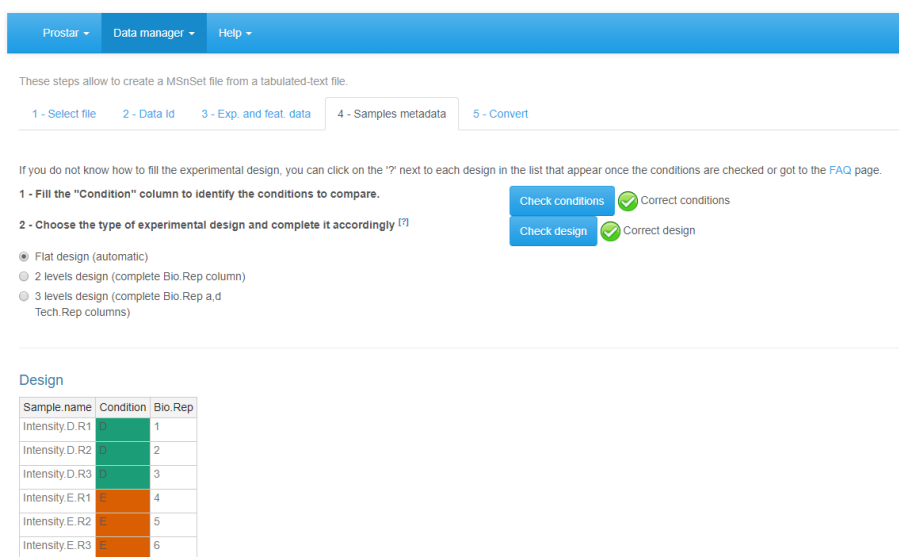 Prostar Data manager Help
These steps allow to create a MSnSet file from a tabulated-text file.
1 - Select file 2 - Data Id 3 - Exp. and feat. data 4 - Samples metadata 5 - Convert
If you do not know how to fill the experimental design, you can click on the '?' next to each design in the list that appear once the conditions are checked or got to the FAQ page.
1 - Fill the "Condition" column to identify the conditions to compare.
Check conditions Correct conditions
2 - Choose the type of experimental design and complete it accordingly [?]
Check design Correct design
Flat design (automatic)
2 levels design (complete Bio.Rep column)
3 levels design (complete Bio.Rep a,d
Tech.Rep columns)
Design
Sample.name Condition Bio.Rep
Intensity.D.R1 D 1
Intensity.D.R2 D 2
Intensity.D.R3 D 3
Intensity.E.R1 E 4
Intensity.E.R2 E 5
Intensity.E.R3 E 6